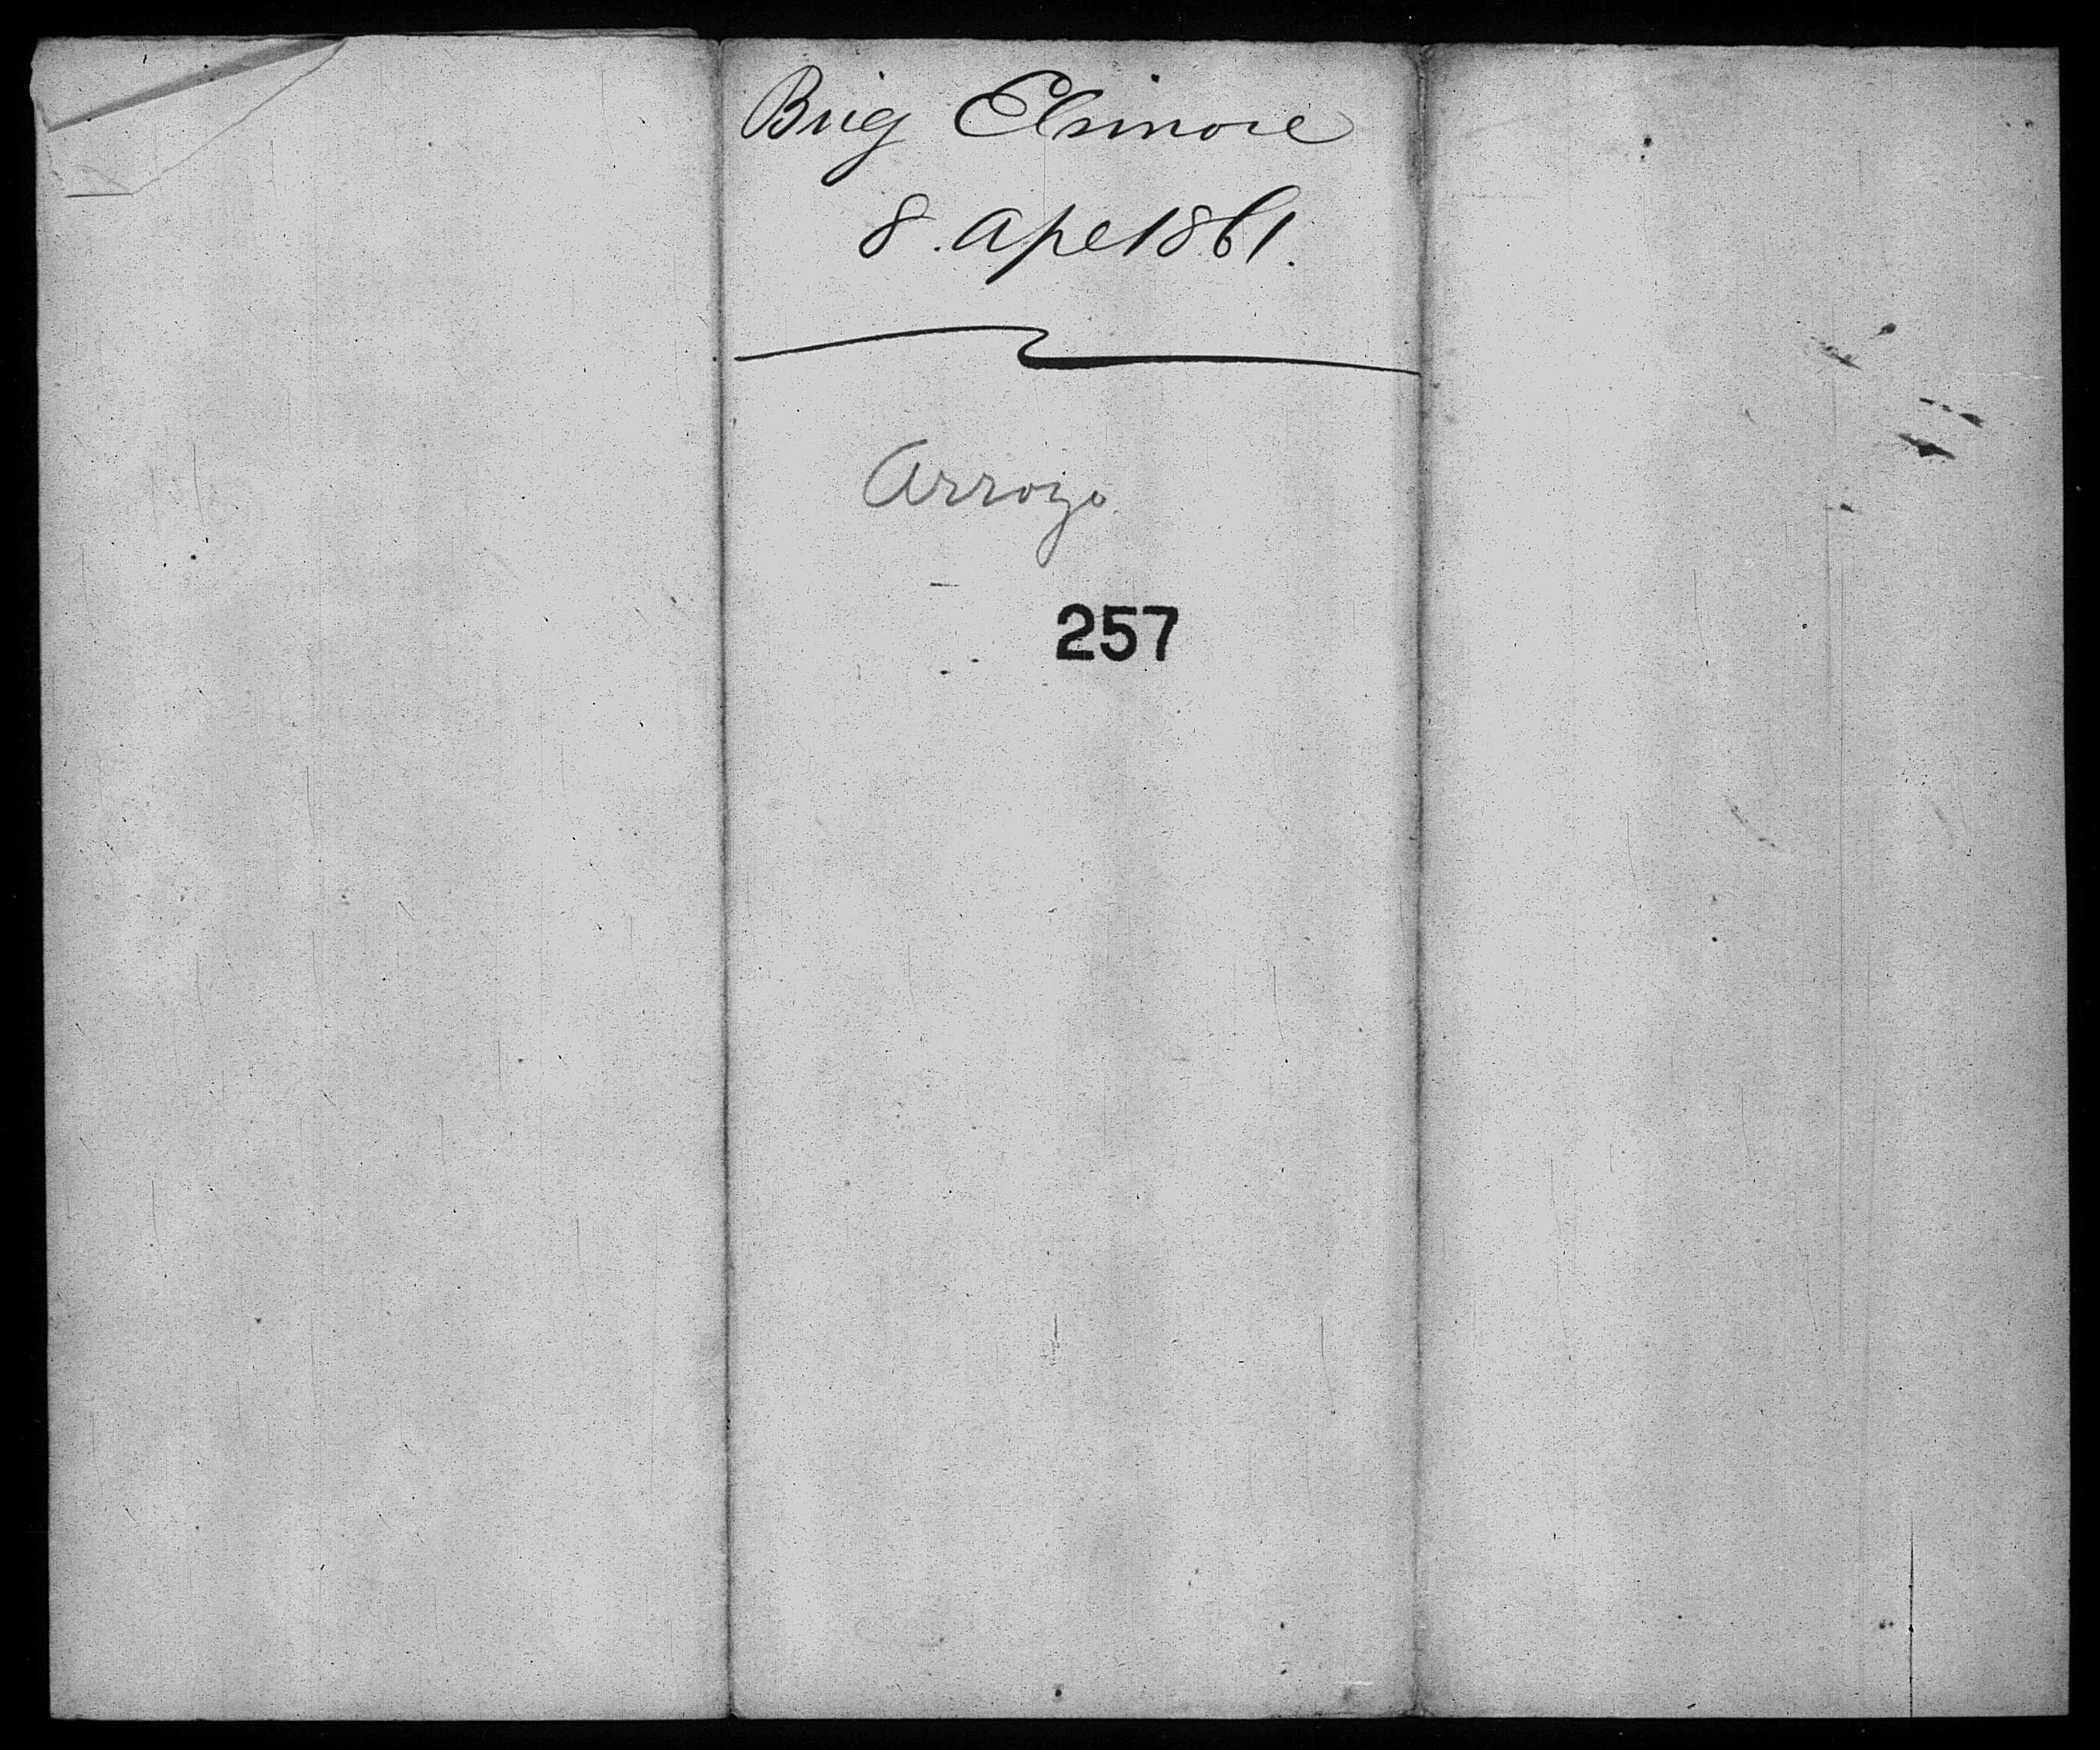 Brig Elsinore
8. Apl 1861.
Arroyo
257